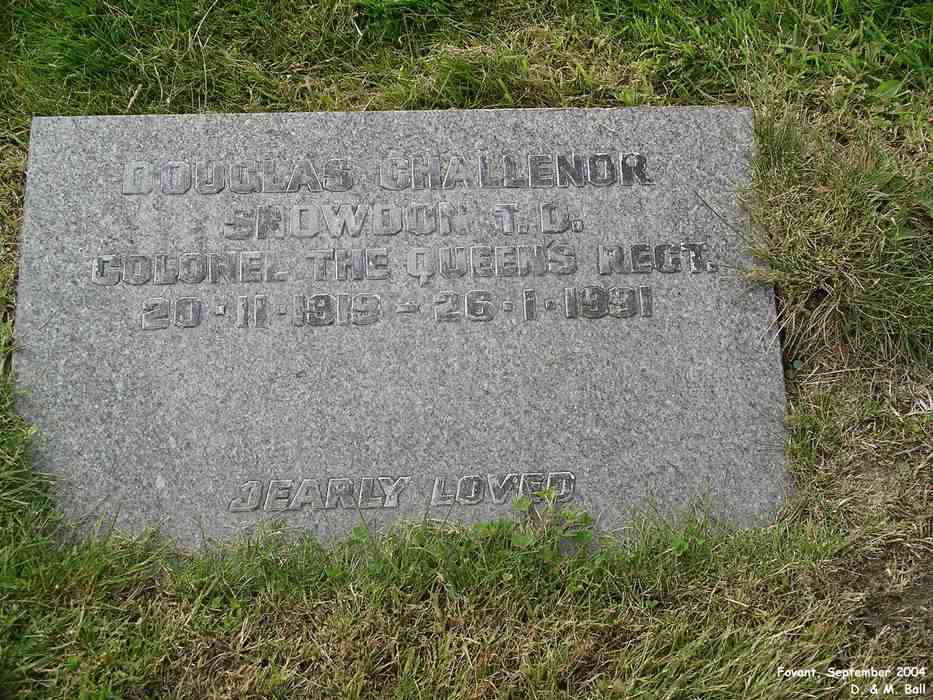 DOUGLAS CHALLENOR
SNOWDON T.D.
COLONEL THE QUEEN'S REGT.
20·11·1919 - 26·1·1991
DEARLY LOVED
Fovant, September 2004
D. & M. Ball